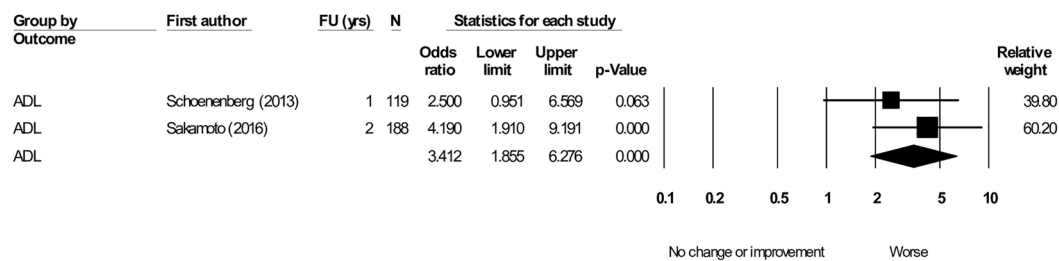 Group by First author FU (yrs) N Statistics for each study
Outcome
Odds Lower Upper Relative
ratio limit limit p-Value weight
ADL Schoenenberg (2013) 1 119 2.500 0.951 6.569 0.063 39.80
ADL Sakamoto (2016) 2 188 4.190 1.910 9.191 0.000 60.20
ADL 3.412 1.855 6.276 0.000
0.1 0.2 0.5 1 2 5 10
No change or improvement Worse